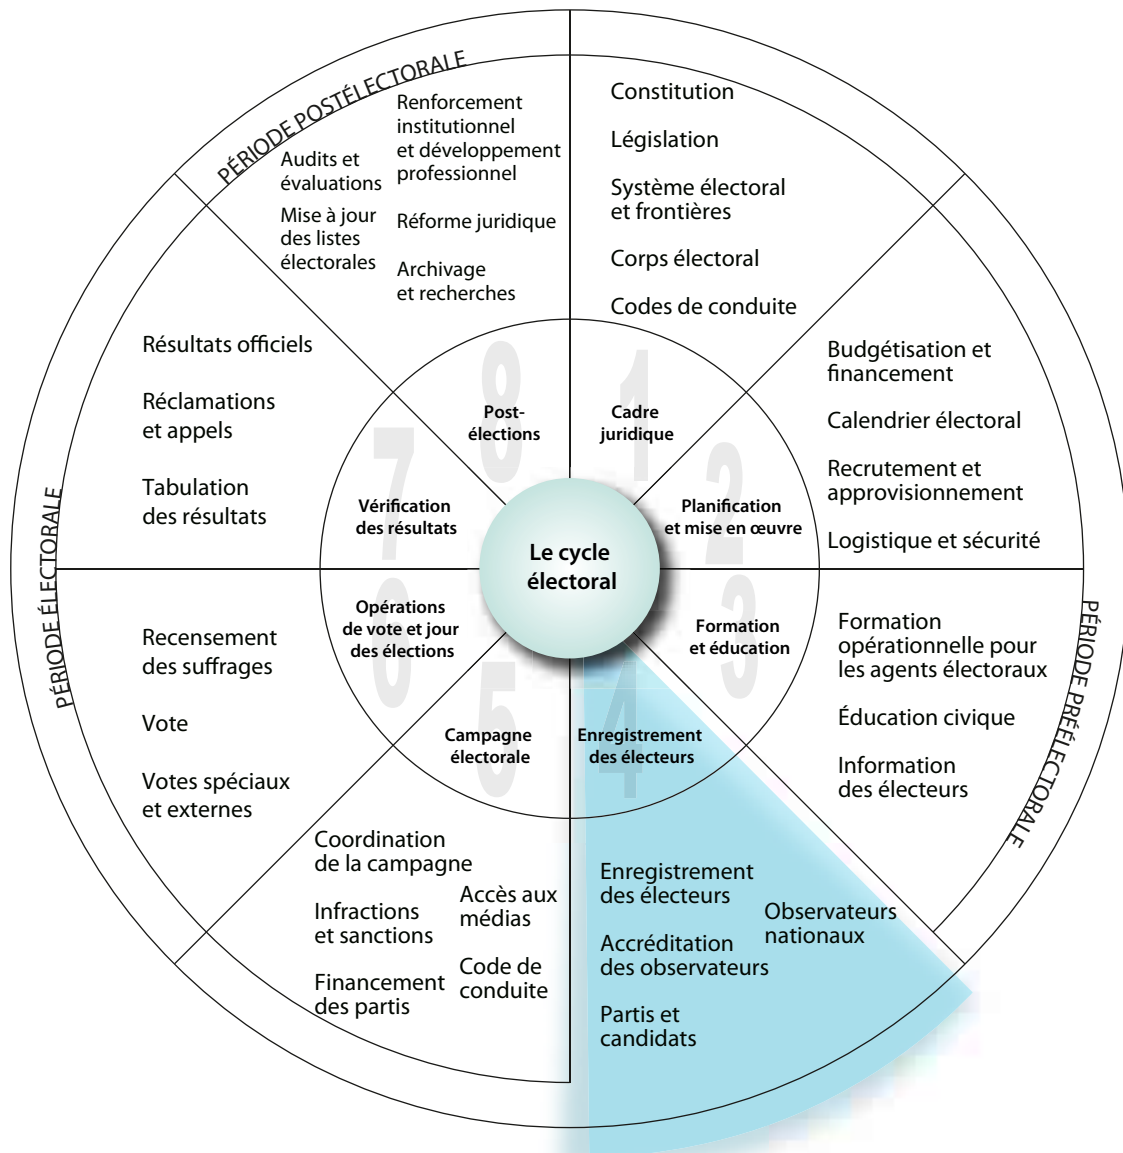 PÉRIODE POSTÉLECTORALE
PÉRIODE PRÉÉLECTORALE
PÉRIODE ÉLECTORALE
Le cycle
électoral
1
Cadre
juridique
Constitution
Législation
Système électoral
et frontières
Corps électoral
Codes de conduite
2
Planification
et mise en œuvre
Budgétisation et
financement
Calendrier électoral
Recrutement et
approvisionnement
Logistique et sécurité
3
Formation
et éducation
Formation
opérationnelle pour
les agents électoraux
Éducation civique
Information
des électeurs
4
Enregistrement
des électeurs
Enregistrement
des électeurs
Observateurs
nationaux
Accréditation
des observateurs
Partis et
candidats
5
Campagne
électorale
Coordination
de la campagne
Accès aux
médias
Infractions
et sanctions
Code de
conduite
Financement
des partis
6
Opérations
de vote et jour
des élections
Recensement
des suffrages
Vote
Votes spéciaux
et externes
7
Vérification
des résultats
Résultats officiels
Réclamations
et appels
Tabulation
des résultats
8
Post-
élections
Audits et
évaluations
Mise à jour
des listes
électorales
Renforcement
institutionnel
et développement
professionnel
Réforme juridique
Archivage
et recherches